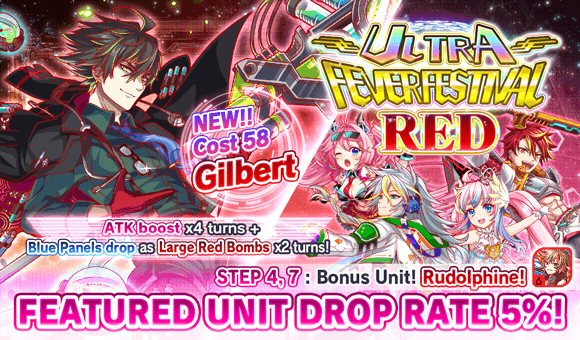 ULTRA
FEVERFESTIVAL
RED
NEW!!
Cost 58
Gilbert
ATK boost x4 turns +
Blue Panels drop as Large Red Bombs x2 turns!
STEP 4, 7 : Bonus Unit! Rudolphine!
FEATURED UNIT DROP RATE 5%!